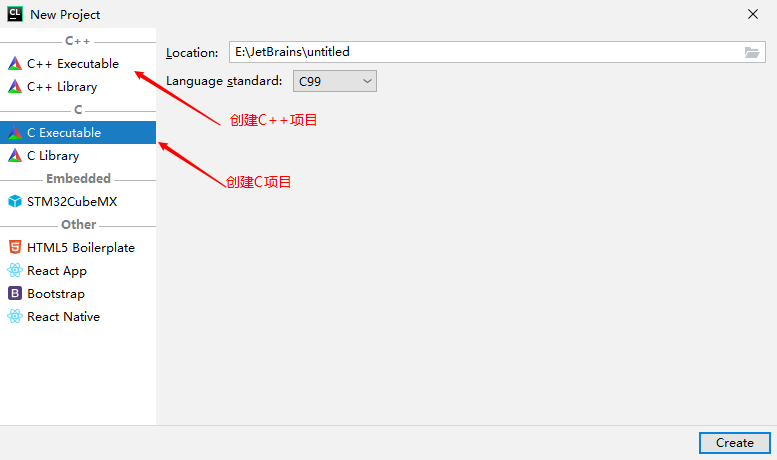 CL New Project
C++
C++ Executable
C++ Library
C
C Executable
C Library
Embedded
STM32CubeMX
Other
HTML5 Boilerplate
React App
Bootstrap
React Native
Location: E:\JetBrains\untitled
Language standard: C99
创建C++项目
创建C项目
Create